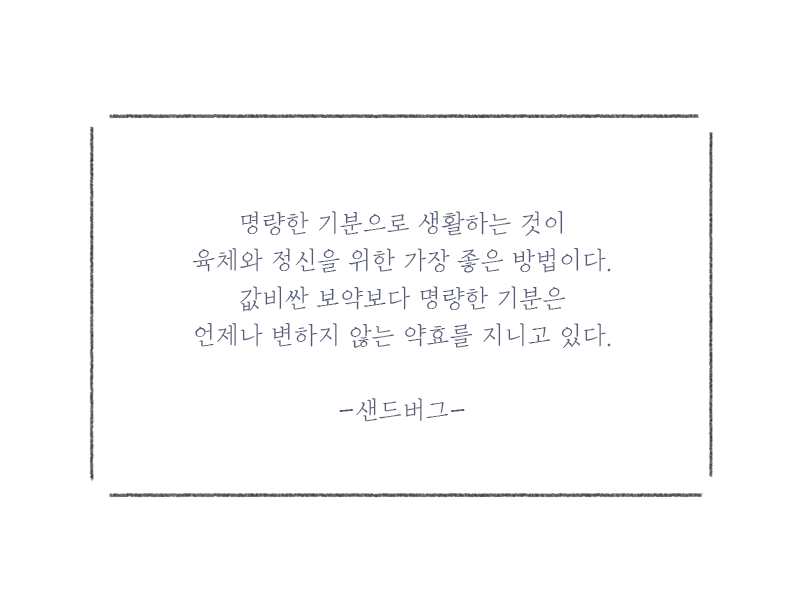 명량한 기분으로 생활하는 것이
육체와 정신을 위한 가장 좋은 방법이다.
값비싼 보약보다 명량한 기분은
언제나 변하지 않는 약효를 지니고 있다.
-샌드버그-